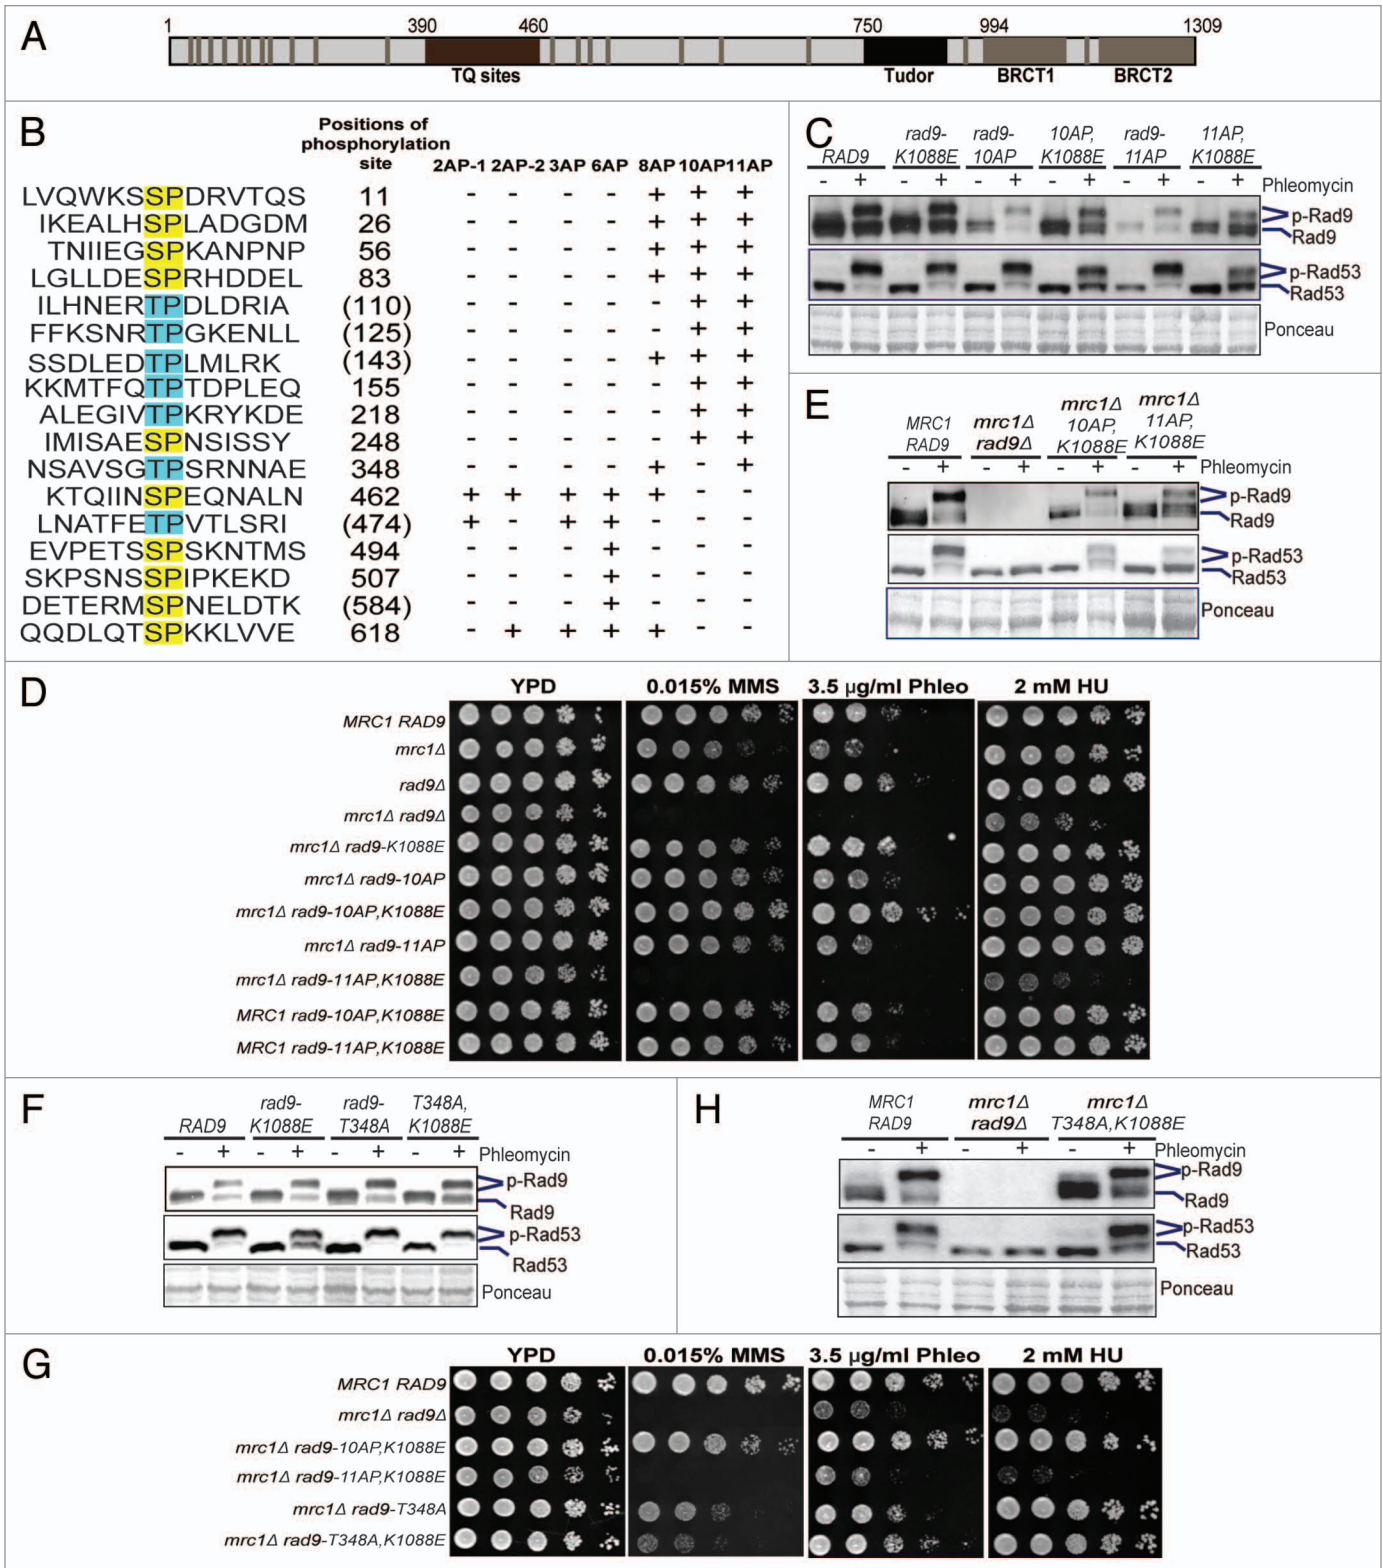 A
1 390 460 750 994 1309
TQ sites Tudor BRCT1 BRCT2
B
Positions of
phosphorylation
site
2AP-1 2AP-2 3AP 6AP 8AP 10AP 11AP
LVQWKSSPDRVTQS 11 - - - - + + +
IKEALHSPLADGDM 26 - - - - + + +
TNIIEGSPKANPNP 56 - - - - + + +
LGLLDESPRHDDEL 83 - - - - + + +
ILHNERTPDLDRIA (110) - - - - - + +
FFKSNRTPGKENLL (125) - - - - - + +
SSDLEDTPLMLRK (143) - - - - + + +
KKMTFQTPTDPLEQ 155 - - - - - + +
ALEGIVTPKRYKDE 218 - - - - - + +
IMISAESPNSISSY 248 - - - - - + +
NSAVSGTPSRNNAE 348 - - - - + - +
KTQIINSPEQNALN 462 + + + + + - -
LNATFETPVTLSRI (474) + - + + - - -
EVPETSSPSKNTMS 494 - - - + - - -
SKPSNSSPIPKEKD 507 - - - + - - -
DETERMSPNELDTK (584) - - - + - - -
QQDLQTSPKKLVVE 618 - + + + + - -
C
RAD9 rad9-K1088E rad9-10AP 10AP, K1088E rad9-11AP 11AP, K1088E
- + - + - + - + - + - + Phleomycin
p-Rad9
Rad9
p-Rad53
Rad53
Ponceau
E
MRC1 RAD9 mrc1Δ rad9Δ mrc1Δ 10AP, K1088E mrc1Δ 11AP, K1088E
- + - + - + - + Phleomycin
p-Rad9
Rad9
p-Rad53
Rad53
Ponceau
D
YPD 0.015% MMS 3.5 µg/ml Phleo 2 mM HU
MRC1 RAD9
mrc1Δ
rad9Δ
mrc1Δ rad9Δ
mrc1Δ rad9-K1088E
mrc1Δ rad9-10AP
mrc1Δ rad9-10AP,K1088E
mrc1Δ rad9-11AP
mrc1Δ rad9-11AP,K1088E
MRC1 rad9-10AP,K1088E
MRC1 rad9-11AP,K1088E
F
RAD9 rad9-K1088E rad9-T348A T348A, K1088E
- + - + - + - + Phleomycin
p-Rad9
Rad9
p-Rad53
Rad53
Ponceau
H
MRC1 RAD9 mrc1Δ rad9Δ mrc1Δ T348A,K1088E
- + - + - + Phleomycin
p-Rad9
Rad9
p-Rad53
Rad53
Ponceau
G
YPD 0.015% MMS 3.5 µg/ml Phleo 2 mM HU
MRC1 RAD9
mrc1Δ rad9Δ
mrc1Δ rad9-10AP,K1088E
mrc1Δ rad9-11AP,K1088E
mrc1Δ rad9-T348A
mrc1Δ rad9-T348A,K1088E